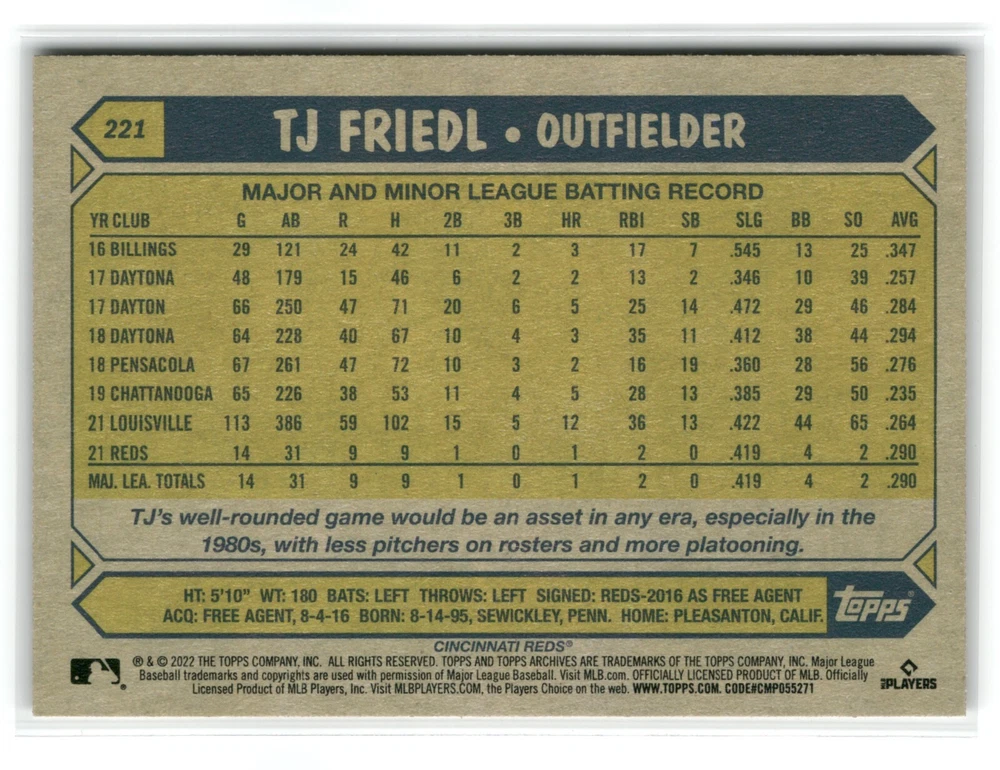 221
TJ FRIEDL • OUTFIELDER
MAJOR AND MINOR LEAGUE BATTING RECORD
YR CLUB G AB R H 2B 3B HR RBI SB SLG BB SO AVG
16 BILLINGS 29 121 24 42 11 2 3 17 7 .545 13 25 .347
17 DAYTONA 48 179 15 46 6 2 2 13 2 .346 10 39 .257
17 DAYTON 66 250 47 71 20 6 5 25 14 .472 29 46 .284
18 DAYTONA 64 228 40 67 10 4 3 35 11 .412 38 44 .294
18 PENSACOLA 67 261 47 72 10 3 2 16 19 .360 28 56 .276
19 CHATTANOOGA 65 226 38 53 11 4 5 28 13 .385 29 50 .235
21 LOUISVILLE 113 386 59 102 15 5 12 36 13 .422 44 65 .264
21 REDS 14 31 9 9 1 0 1 2 0 .419 4 2 .290
MAJ. LEA. TOTALS 14 31 9 9 1 0 1 2 0 .419 4 2 .290
TJ's well-rounded game would be an asset in any era, especially in the
1980s, with less pitchers on rosters and more platooning.
HT: 5'10" WT: 180 BATS: LEFT THROWS: LEFT SIGNED: REDS-2016 AS FREE AGENT
ACQ: FREE AGENT, 8-4-16 BORN: 8-14-95, SEWICKLEY, PENN. HOME: PLEASANTON, CALIF.
topps®
CINCINNATI REDS®
® & © 2022 THE TOPPS COMPANY, INC. ALL RIGHTS RESERVED. TOPPS AND TOPPS ARCHIVES ARE TRADEMARKS OF THE TOPPS COMPANY, INC. Major League
Baseball trademarks and copyrights are used with permission of Major League Baseball. Visit MLB.com. OFFICIALLY LICENSED PRODUCT OF MLB. Officially
Licensed Product of MLB Players, Inc. Visit MLBPLAYERS.COM, the Players Choice on the web. WWW.TOPPS.COM. CODE#CMP055271
MLB PLAYERS